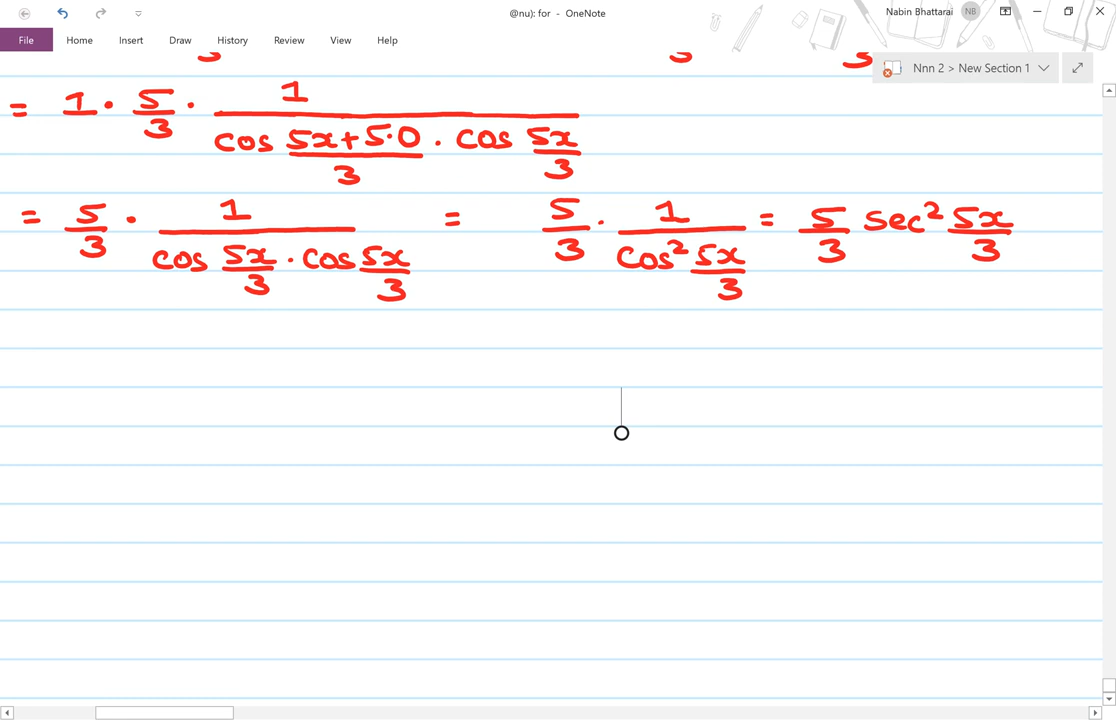 @nu): for - OneNote
Nabin Bhattarai NB
File Home Insert Draw History Review View Help
Nnn 2 > New Section 1
= 1 · 5/3 · 1/(cos (5x+5·0)/3 · cos 5x/3)
= 5/3 · 1/(cos 5x/3 · cos 5x/3) = 5/3 · 1/(cos² 5x/3) = 5/3 sec² 5x/3